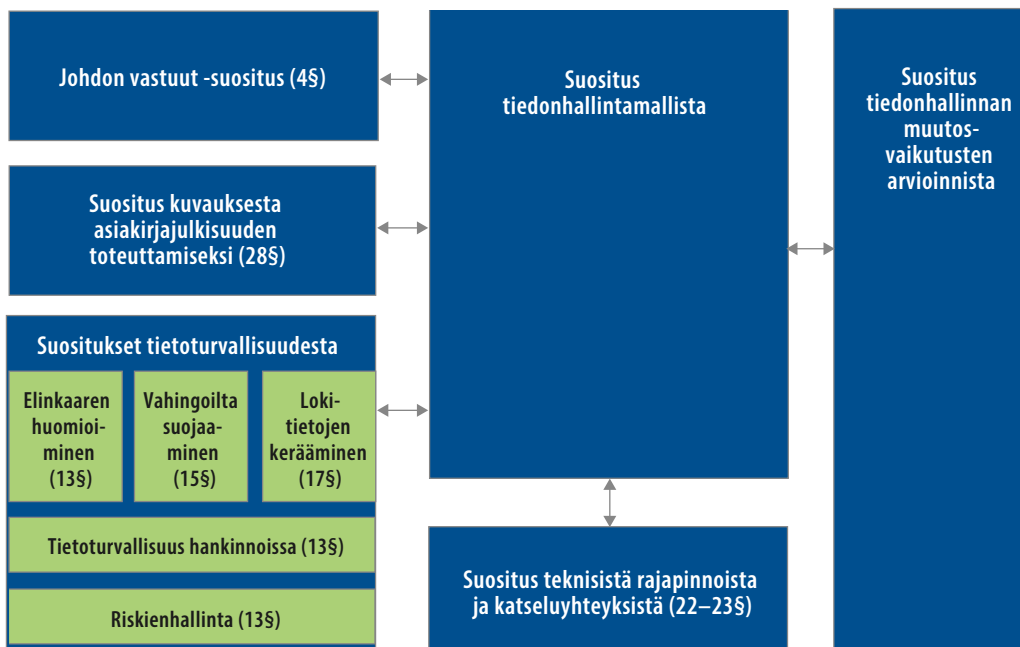 Johdon vastuut -suositus (4§)
Suositus kuvauksesta
asiakirjajulkisuuden
toteuttamiseksi (28§)
Suositukset tietoturvallisuudesta
Elinkaaren
huomioi-
minen
(13§)
Vahingoilta
suojaa-
minen
(15§)
Loki-
tietojen
kerääminen
(17§)
Tietoturvallisuus hankinnoissa (13§)
Riskienhallinta (13§)
Suositus
tiedonhallintamallista
Suositus teknisistä rajapinnoista
ja katseluyhteyksistä (22–23§)
Suositus
tiedonhallinnan
muutos-
vaikutusten
arvioinnista